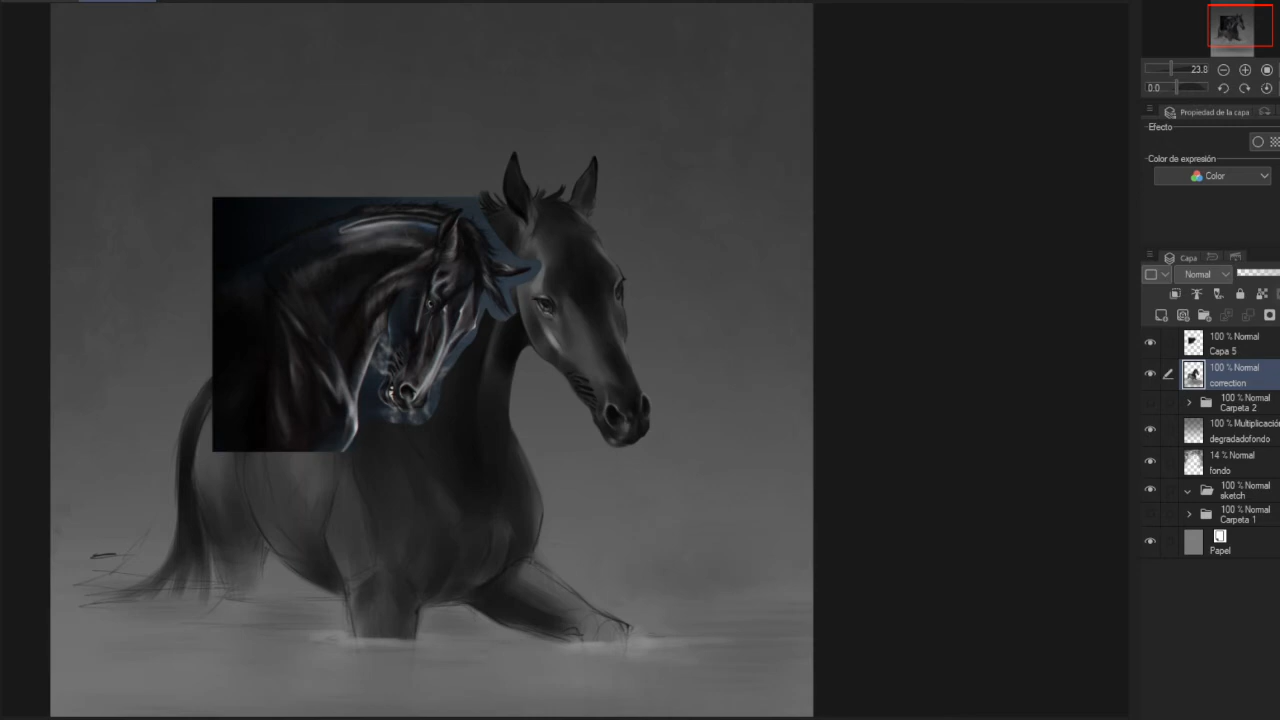 23.8
0.0
Propiedad de la capa
Efecto
Color de expresión
Color
Capa
Normal
100 % Normal
Capa 5
100 % Normal
correction
100 % Normal
Carpeta 2
100 % Multiplicación
degradadofondo
14 % Normal
fondo
100 % Normal
sketch
100 % Normal
Carpeta 1
Papel